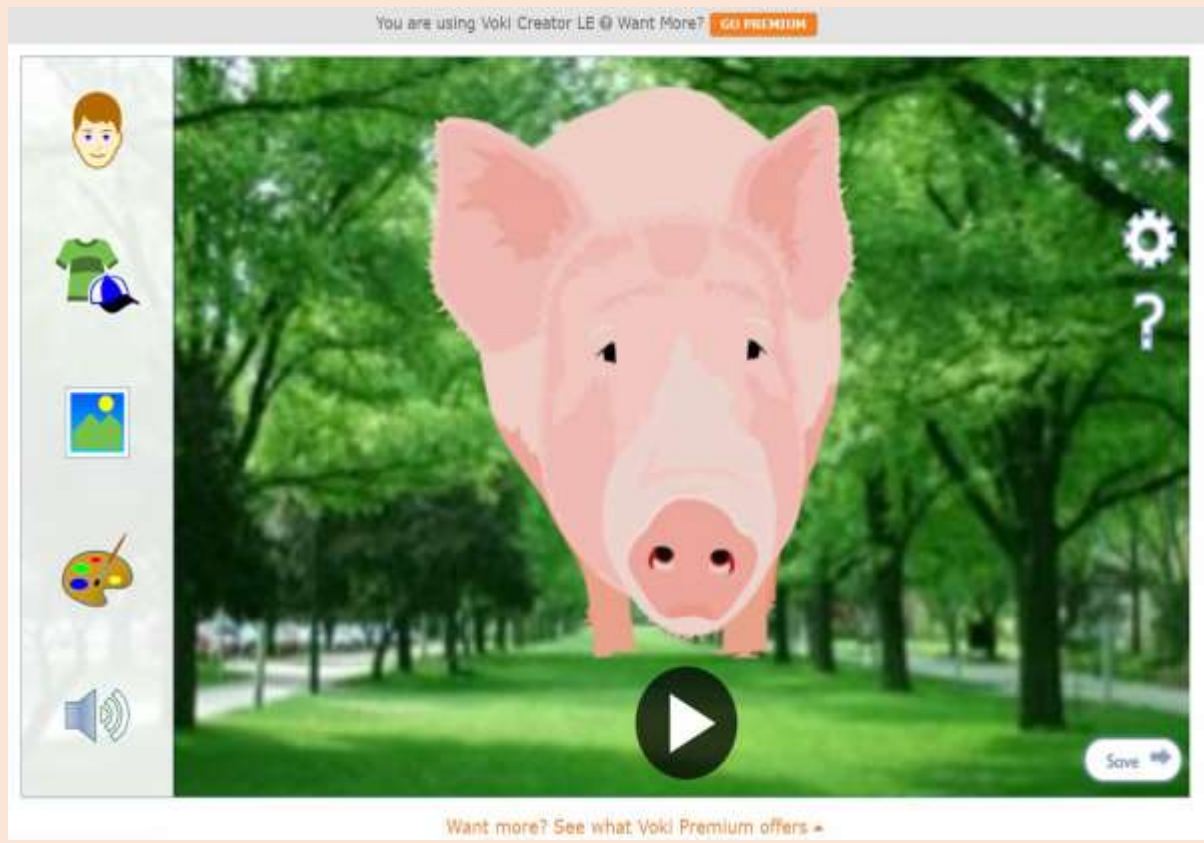 You are using Voki Creator LE @ Want More? GO PREMIUM
?
Save
Want more? See what Voki Premium offers